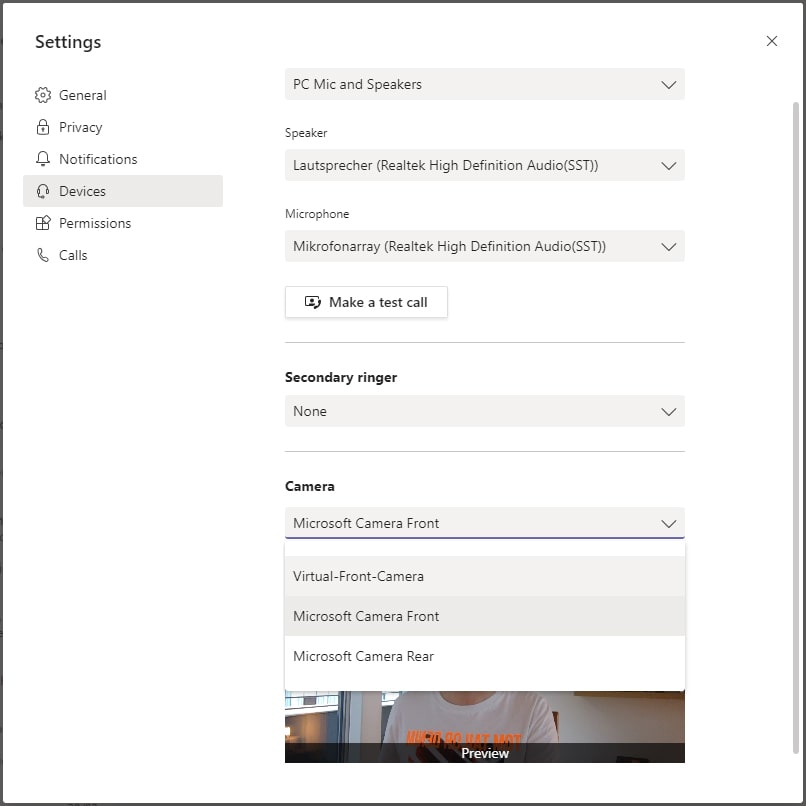 Settings
General
Privacy
Notifications
Devices
Permissions
Calls
PC Mic and Speakers
Speaker
Lautsprecher (Realtek High Definition Audio(SST))
Microphone
Mikrofonarray (Realtek High Definition Audio(SST))
Make a test call
Secondary ringer
None
Camera
Microsoft Camera Front
Virtual-Front-Camera
Microsoft Camera Front
Microsoft Camera Rear
Preview